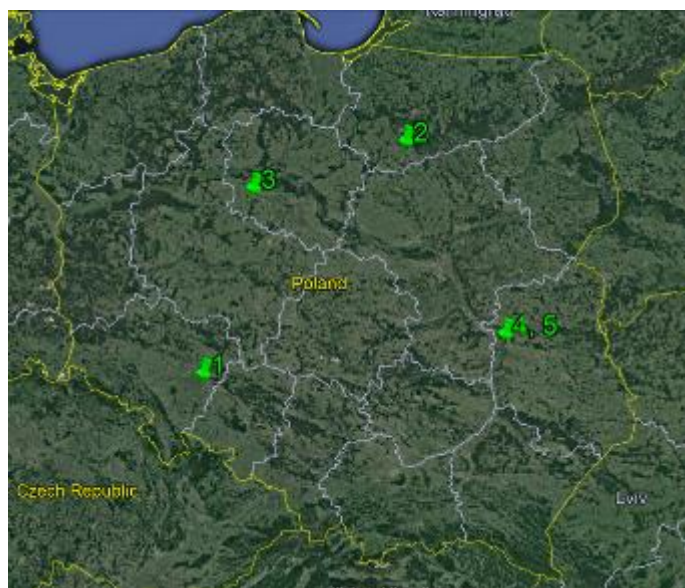 Kaliningrad
2
3
Poland
4, 5
1
Czech Republic
Lviv